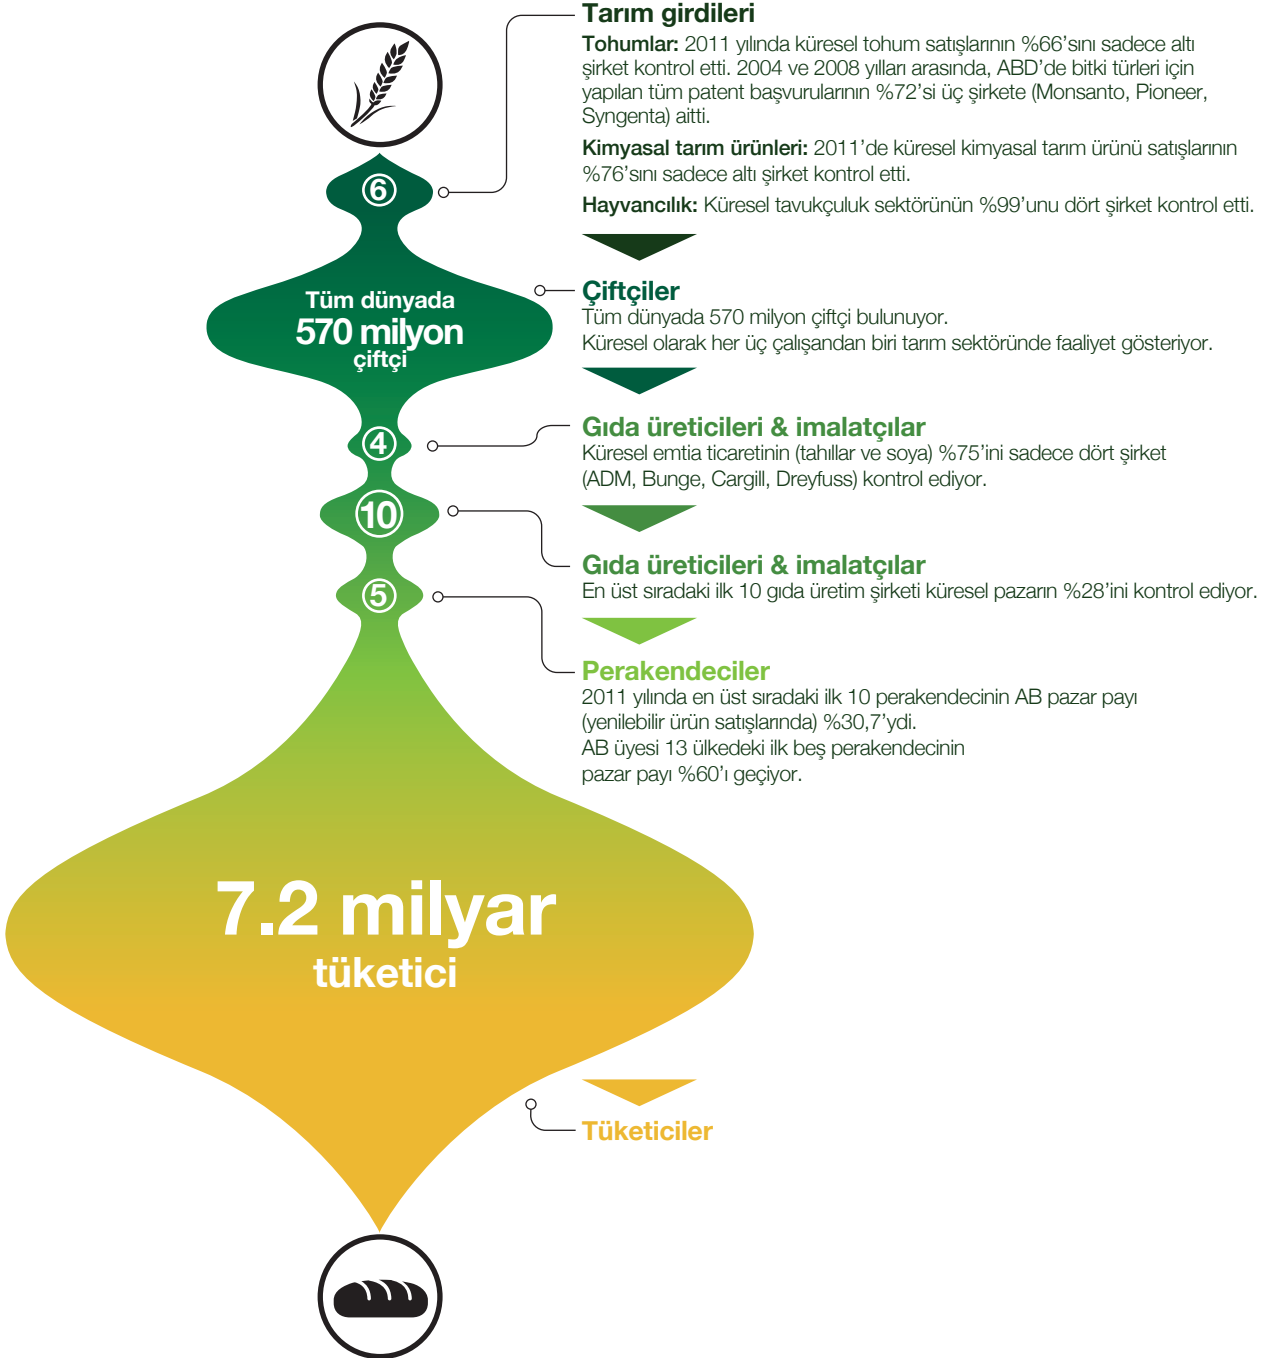 Tarım girdileri
Tohumlar: 2011 yılında küresel tohum satışlarının %66’sını sadece altı
şirket kontrol etti. 2004 ve 2008 yılları arasında, ABD’de bitki türleri için
yapılan tüm patent başvurularının %72’si üç şirkete (Monsanto, Pioneer,
Syngenta) aitti.
Kimyasal tarım ürünleri: 2011’de küresel kimyasal tarım ürünü satışlarının
%76’sını sadece altı şirket kontrol etti.
Hayvancılık: Küresel tavukçuluk sektörünün %99’unu dört şirket kontrol etti.
6
Tüm dünyada
570 milyon
çiftçi
Çiftçiler
Tüm dünyada 570 milyon çiftçi bulunuyor.
Küresel olarak her üç çalışandan biri tarım sektöründe faaliyet gösteriyor.
4
Gıda üreticileri & imalatçılar
Küresel emtia ticaretinin (tahıllar ve soya) %75’ini sadece dört şirket
(ADM, Bunge, Cargill, Dreyfuss) kontrol ediyor.
10
Gıda üreticileri & imalatçılar
En üst sıradaki ilk 10 gıda üretim şirketi küresel pazarın %28’ini kontrol ediyor.
5
Perakendeciler
2011 yılında en üst sıradaki ilk 10 perakendecinin AB pazar payı
(yenilebilir ürün satışlarında) %30,7’ydi.
AB üyesi 13 ülkedeki ilk beş perakendecinin
pazar payı %60’ı geçiyor.
7.2 milyar
tüketici
Tüketiciler